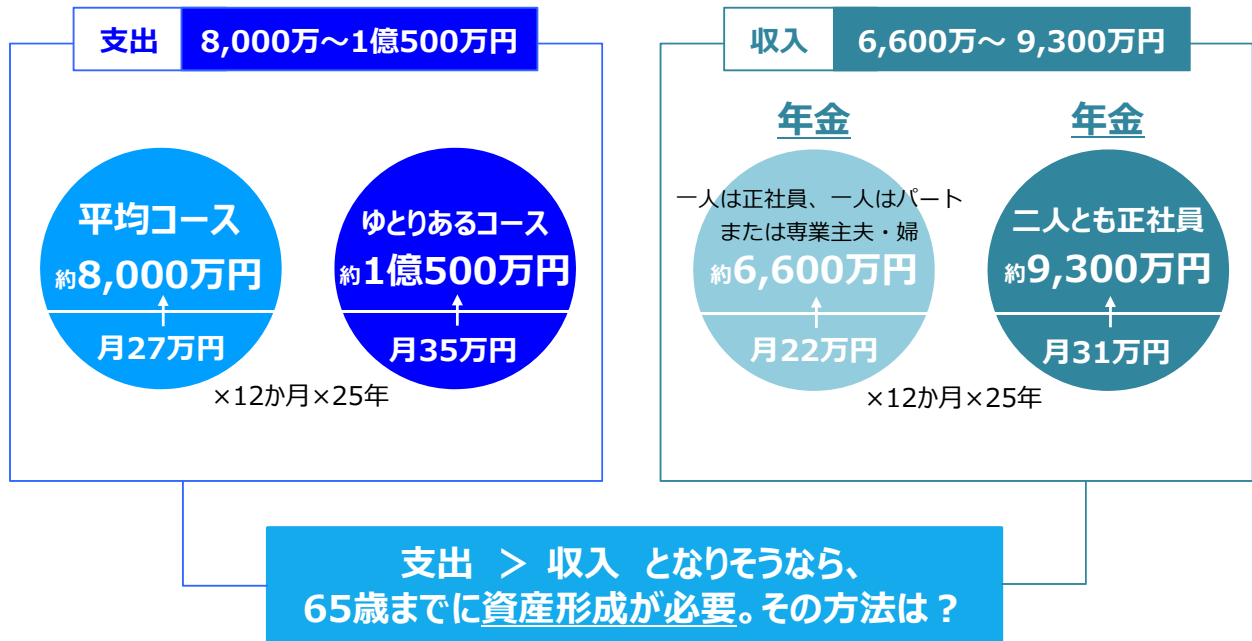 支出 8,000万～1億500万円
平均コース
約8,000万円
月27万円
ゆとりあるコース
約1億500万円
月35万円
×12か月×25年
収入 6,600万～ 9,300万円
年金
一人は正社員、一人はパート
または専業主夫・婦
約6,600万円
月22万円
年金
二人とも正社員
約9,300万円
月31万円
×12か月×25年
支出 ＞ 収入 となりそうなら、
65歳までに資産形成が必要。その方法は？